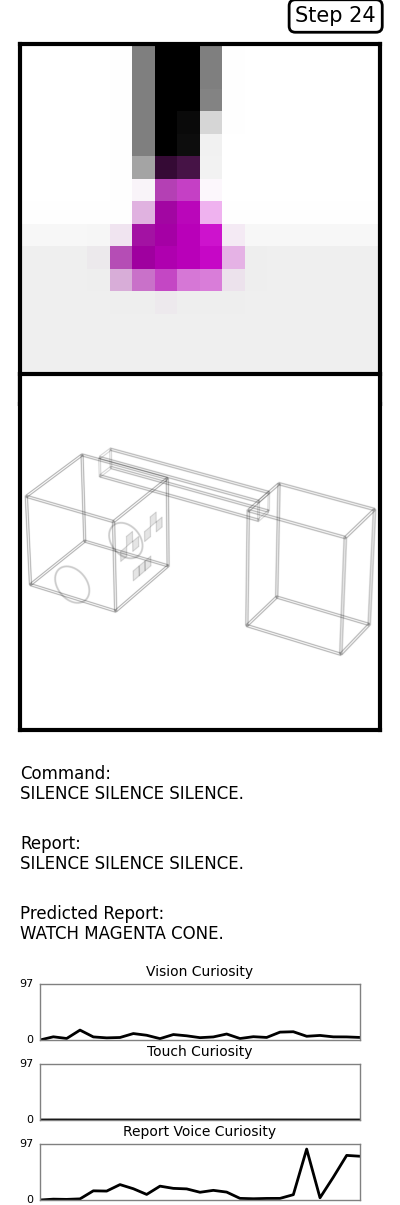 Step 24
Command:
SILENCE SILENCE SILENCE.
Report:
SILENCE SILENCE SILENCE.
Predicted Report:
WATCH MAGENTA CONE.
Vision Curiosity
97
0
Touch Curiosity
97
0
Report Voice Curiosity
97
0